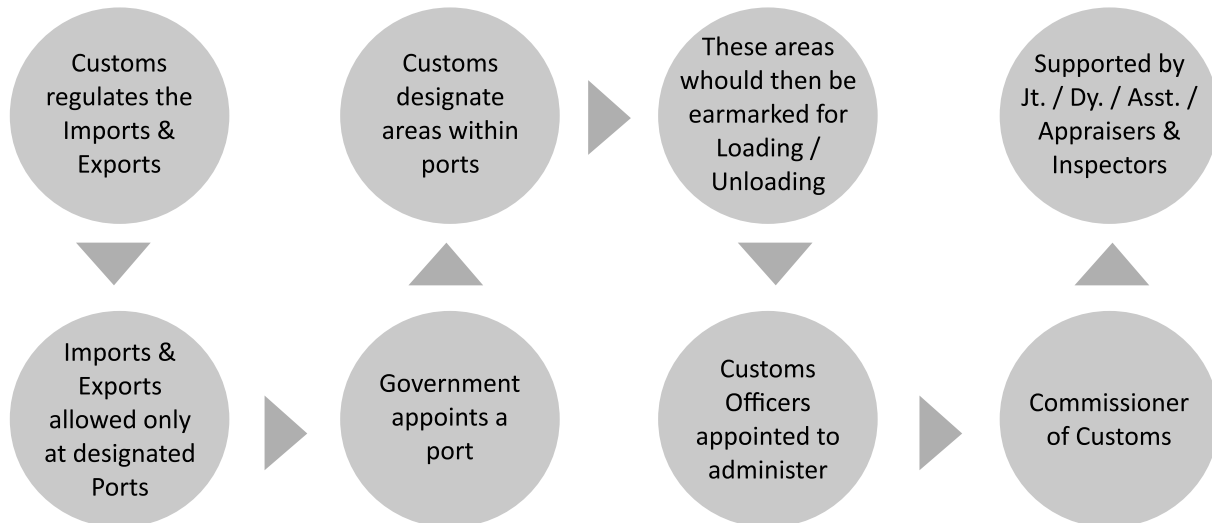 Customs
regulates the
Imports &
Exports
Imports &
Exports
allowed only
at designated
Ports
Government
appoints a
port
Customs
designate
areas within
ports
These areas
whould then be
earmarked for
Loading /
Unloading
Customs
Officers
appointed to
administer
Commissioner
of Customs
Supported by
Jt. / Dy. / Asst. /
Appraisers &
Inspectors